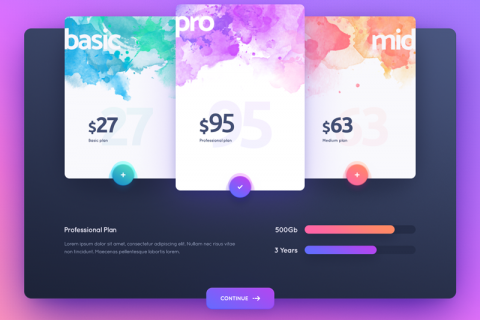 basic
pro
mid
27
$27
Basic plan
95
$95
Professional plan
63
$63
Medium plan
Professional Plan
Lorem ipsum dolor sit amet, consectetur adipiscing elit. Nullam nec risus vitae
non tincidunt. Maecenas pellentesque lobortis lorem.
500Gb
3 Years
CONTINUE